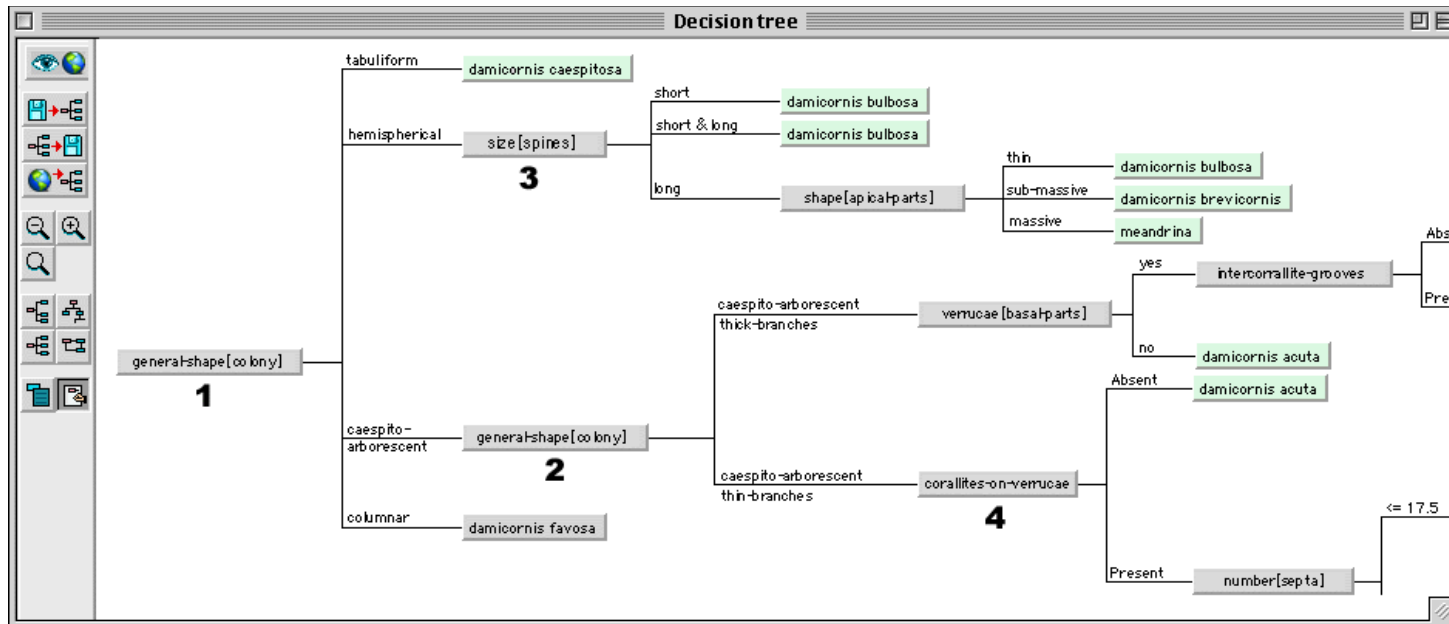 Decision tree
tabuliform
damicornis caespitosa
short
damicornis bulbosa
short & long
damicornis bulbosa
hemispherical
size[spines]
3
thin
damicornis bulbosa
long
shape[apical-parts]
sub-massive
damicornis brevicornis
massive
meandrina
Abs
yes
intercorrallite-grooves
caespito-arborescent
thick-branches
verrucae[basal-parts]
Pre
no
damicornis acuta
general-shape[colony]
1
Absent
damicornis acuta
caespito-
arborescent
general-shape[colony]
2
caespito-arborescent
thin-branches
corallites-on-verrucae
4
columnar
damicornis favosa
<= 17.5
Present
number[septa]